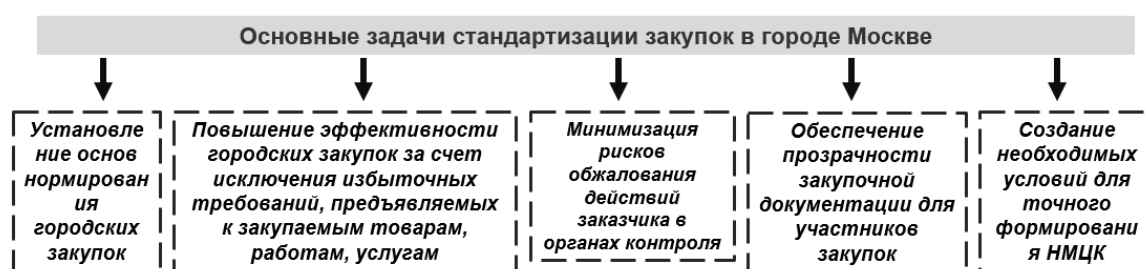 Основные задачи стандартизации закупок в городе Москве
Установле
ние основ
нормирован
ия
городских
закупок
Повышение эффективности
городских закупок за счет
исключения избыточных
требований, предъявляемых
к закупаемым товарам,
работам, услугам
Минимизация
рисков
обжалования
действий
заказчика в
органах контроля
Обеспечение
прозрачности
закупочной
документации для
участников
закупок
Создание
необходимых
условий для
точного
формировани
я НМЦК